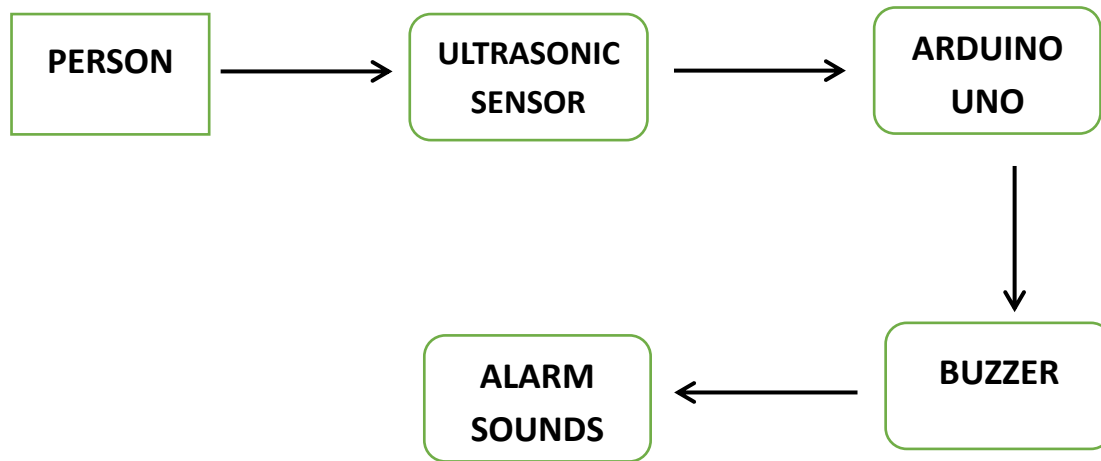 PERSON
ULTRASONIC
SENSOR
ARDUINO
UNO
BUZZER
ALARM
SOUNDS